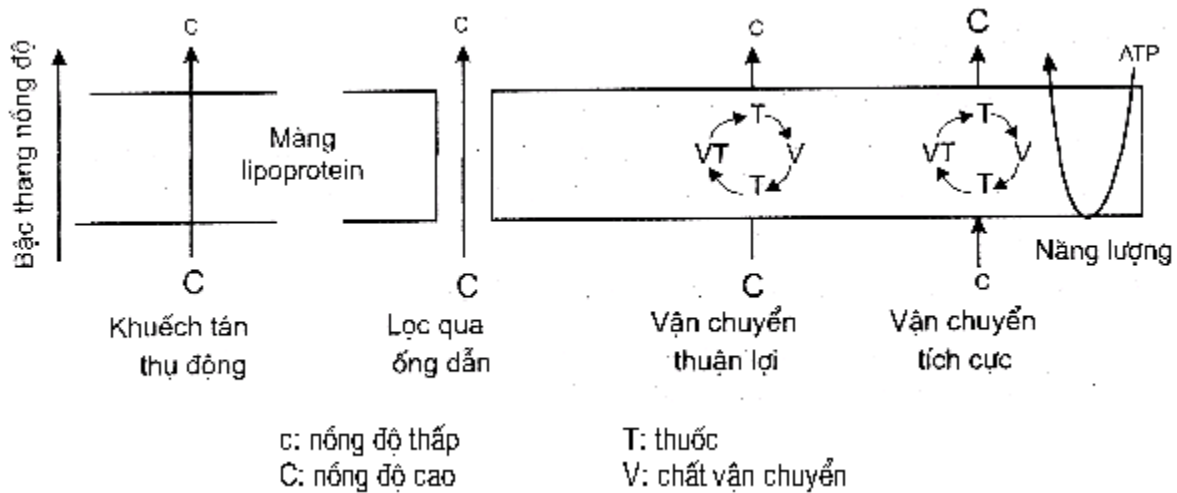 c c c C
ATP
Bậc thang nồng độ
Màng
lipoprotein
T T
VT V VT V
T T
Năng lượng
C C C c
Khuếch tán
thụ động
Lọc qua
ống dẫn
Vận chuyển
thuận lợi
Vận chuyển
tích cực
c: nồng độ thấp
C: nồng độ cao
T: thuốc
V: chất vận chuyển